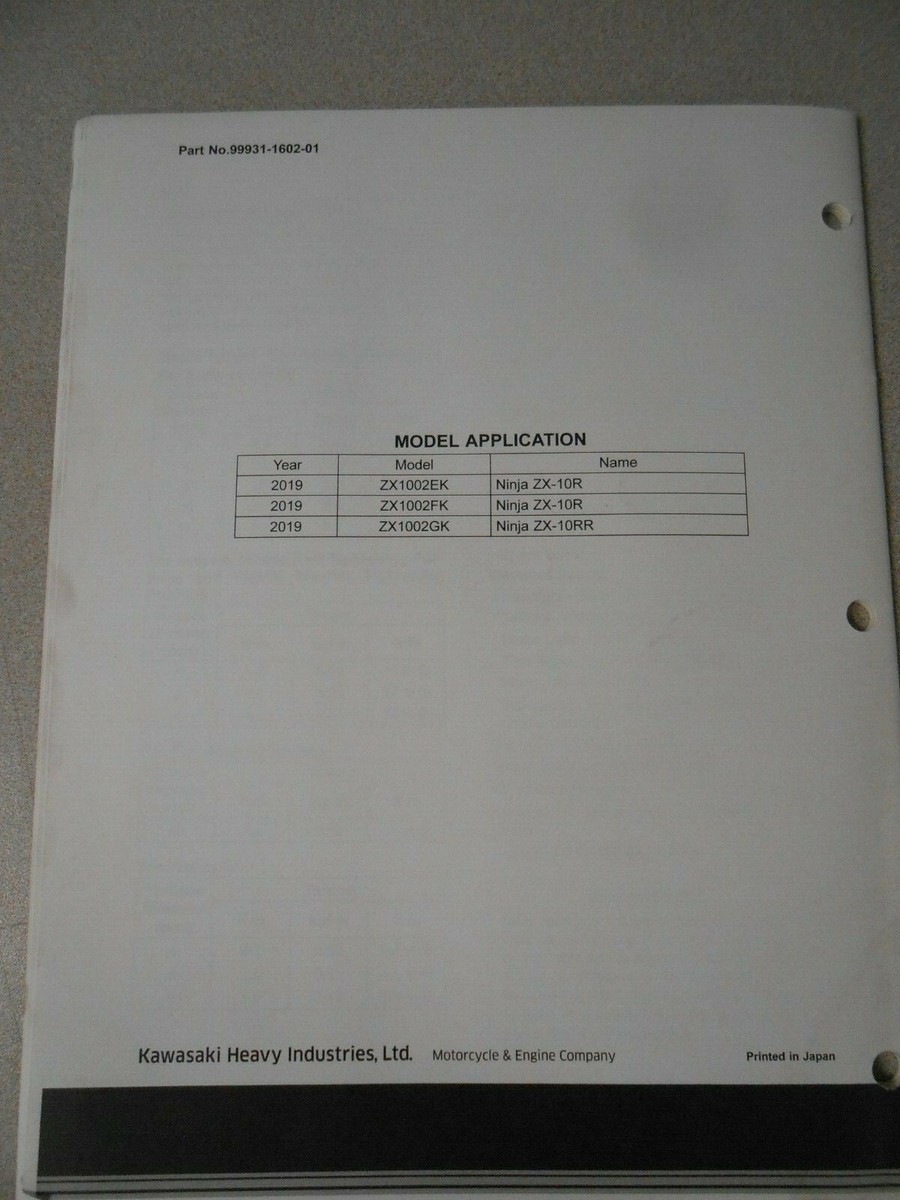 Part No.99931-1602-01
MODEL APPLICATION
Year Model Name
2019 ZX1002EK Ninja ZX-10R
2019 ZX1002FK Ninja ZX-10R
2019 ZX1002GK Ninja ZX-10RR
Kawasaki Heavy Industries, Ltd. Motorcycle & Engine Company Printed in Japan